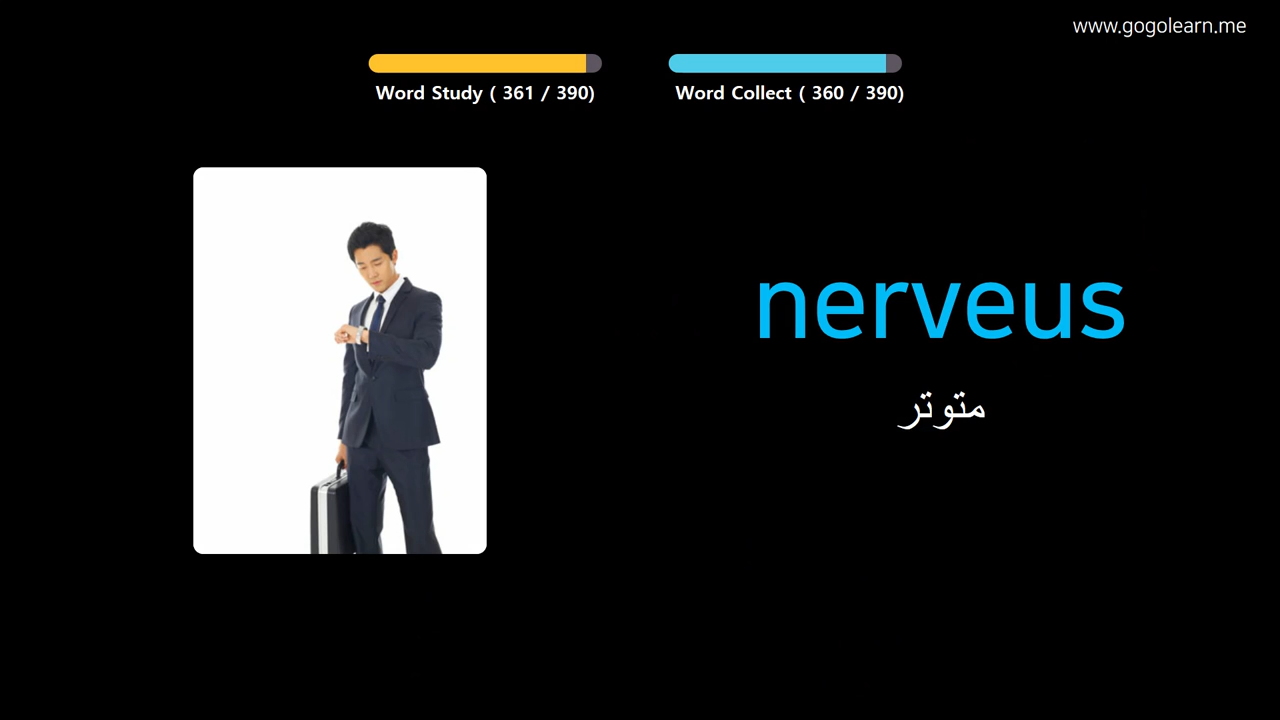 www.gogolearn.me
Word Study ( 361 / 390)
Word Collect ( 360 / 390)
nerveus
متوتر